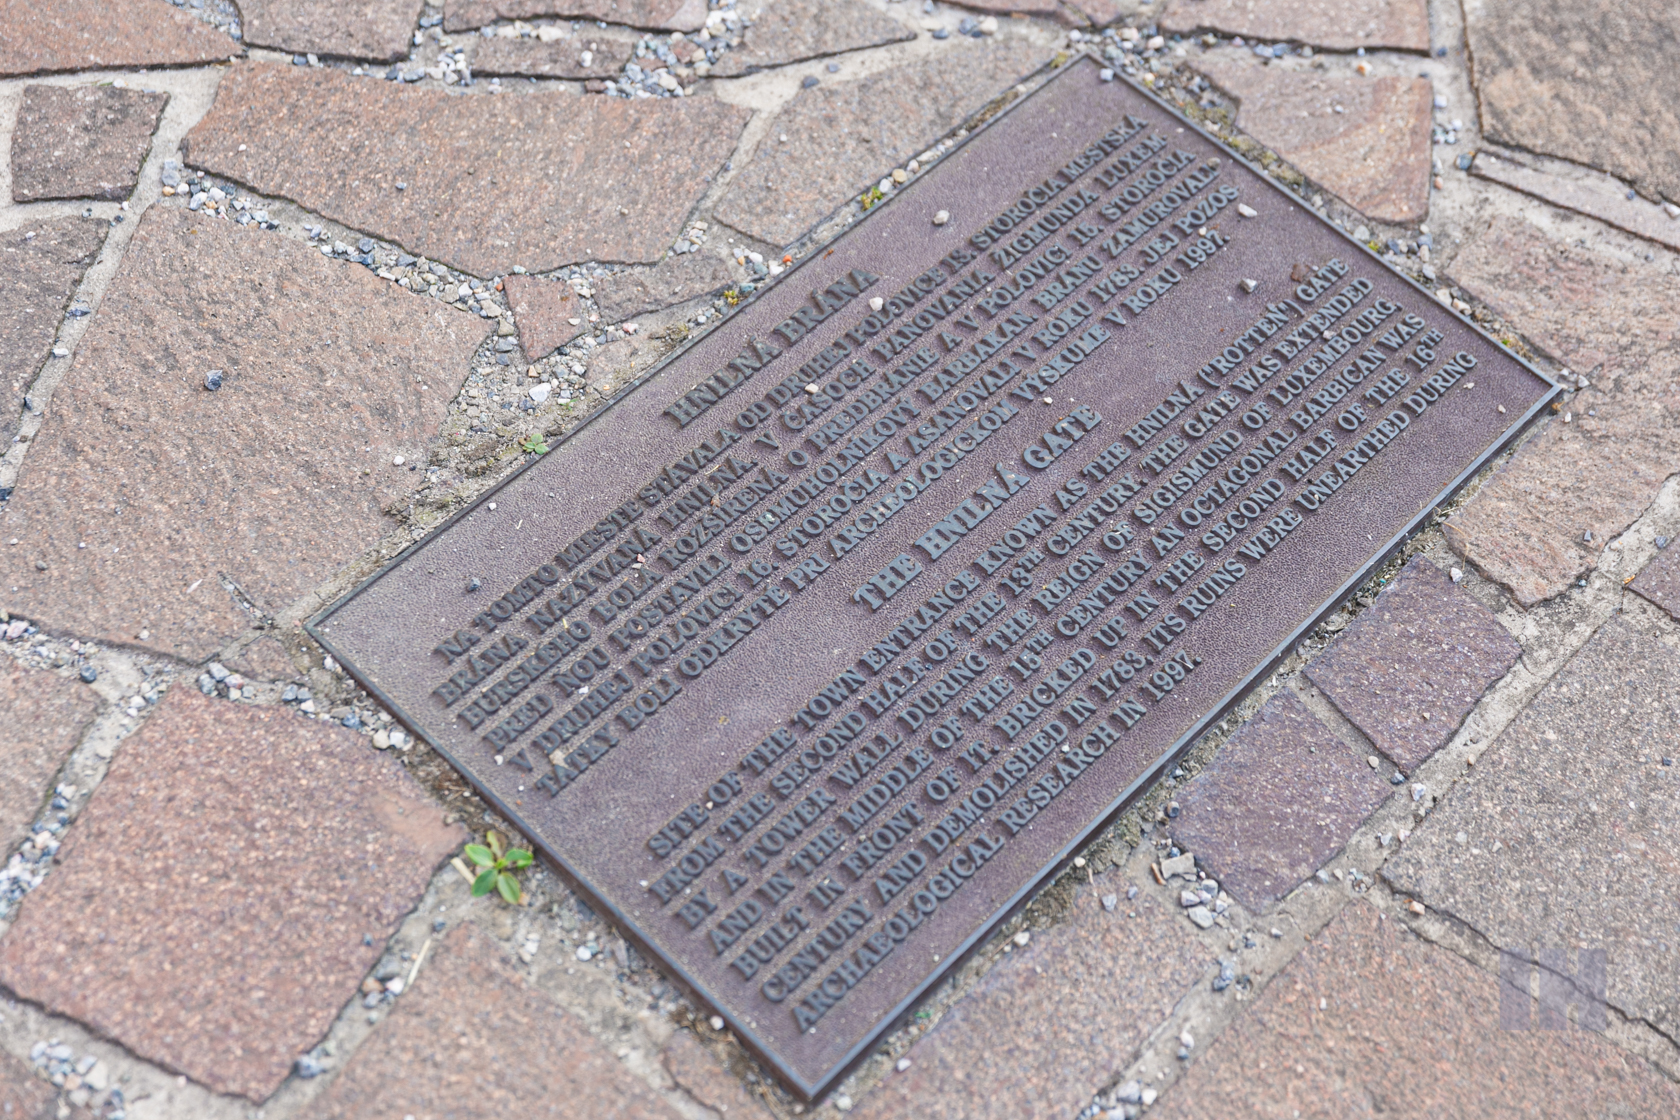 HNILNÁ BRÁNA
NA TOMTO MIESTE STÁVALA OD DRUHEJ POLOVICE 13. STOROČIA MESTSKÁ
BRÁNA NAZÝVANÁ HNILNÁ. V ČASOCH PANOVANIA ŽIGMUNDA LUXEM
BURSKÉHO BOLA ROZŠÍRENÁ O PREDBRÁNIE A V POLOVICI 15. STOROČIA
PRED ŇOU POSTAVILI OSEMUHOLNÍKOVÝ BARBAKAN. BRÁNU ZAMUROVALI
V DRUHEJ POLOVICI 16. STOROČIA A ASANOVALI V ROKU 1783. JEJ POZOS
TATKY BOLI ODKRYTÉ PRI ARCHEOLOGICKOM VÝSKUME V ROKU 1997.
THE HNILNÁ GATE
SITE OF THE TOWN ENTRANCE KNOWN AS THE HNILNÁ ('ROTTEN') GATE
FROM THE SECOND HALF OF THE 13TH CENTURY. THE GATE WAS EXTENDED
BY A TOWER WALL DURING THE REIGN OF SIGISMUND OF LUXEMBOURG
AND IN THE MIDDLE OF THE 15TH CENTURY AN OCTAGONAL BARBICAN WAS
BUILT IN FRONT OF IT. BRICKED UP IN THE SECOND HALF OF THE 16TH
CENTURY AND DEMOLISHED IN 1783, ITS RUINS WERE UNEARTHED DURING
ARCHAEOLOGICAL RESEARCH IN 1997.